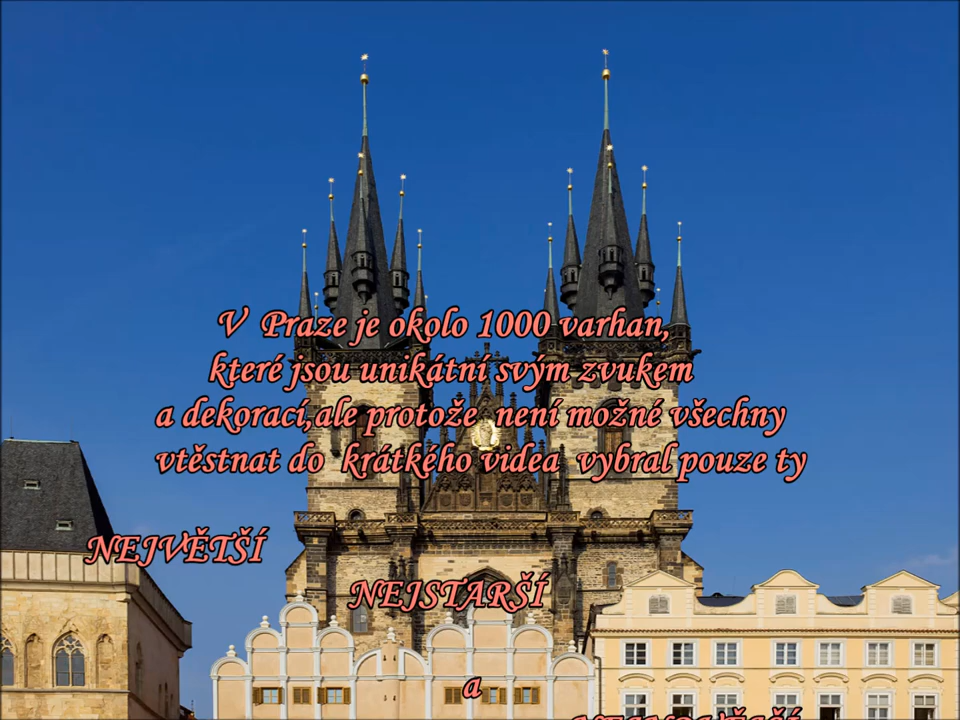 V Praze je okolo 1000 varhan,
které jsou unikátní svým zvukem
a dekorací,ale protože není možné všechny
vtěstnat do krátkého videa vybral pouze ty
NEJVĚTŠÍ
NEJSTARŠÍ
a